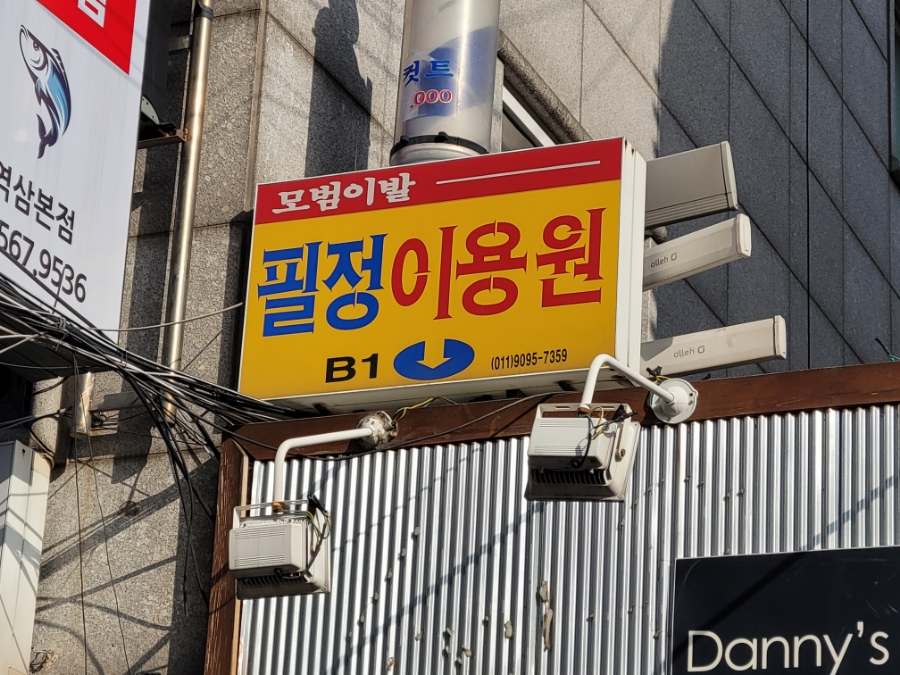 역삼본점
567.9536
컷트
,000
모범이발
필정이용원
B1
(011)9095-7359
olleh G
olleh G
Danny's